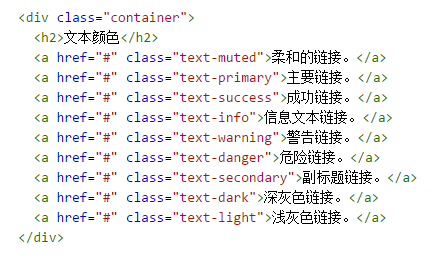 <div class="container">
<h2>文本颜色</h2>
<a href="#" class="text-muted">柔和的链接。</a>
<a href="#" class="text-primary">主要链接。</a>
<a href="#" class="text-success">成功链接。</a>
<a href="#" class="text-info">信息文本链接。</a>
<a href="#" class="text-warning">警告链接。</a>
<a href="#" class="text-danger">危险链接。</a>
<a href="#" class="text-secondary">副标题链接。</a>
<a href="#" class="text-dark">深灰色链接。</a>
<a href="#" class="text-light">浅灰色链接。</a>
</div>